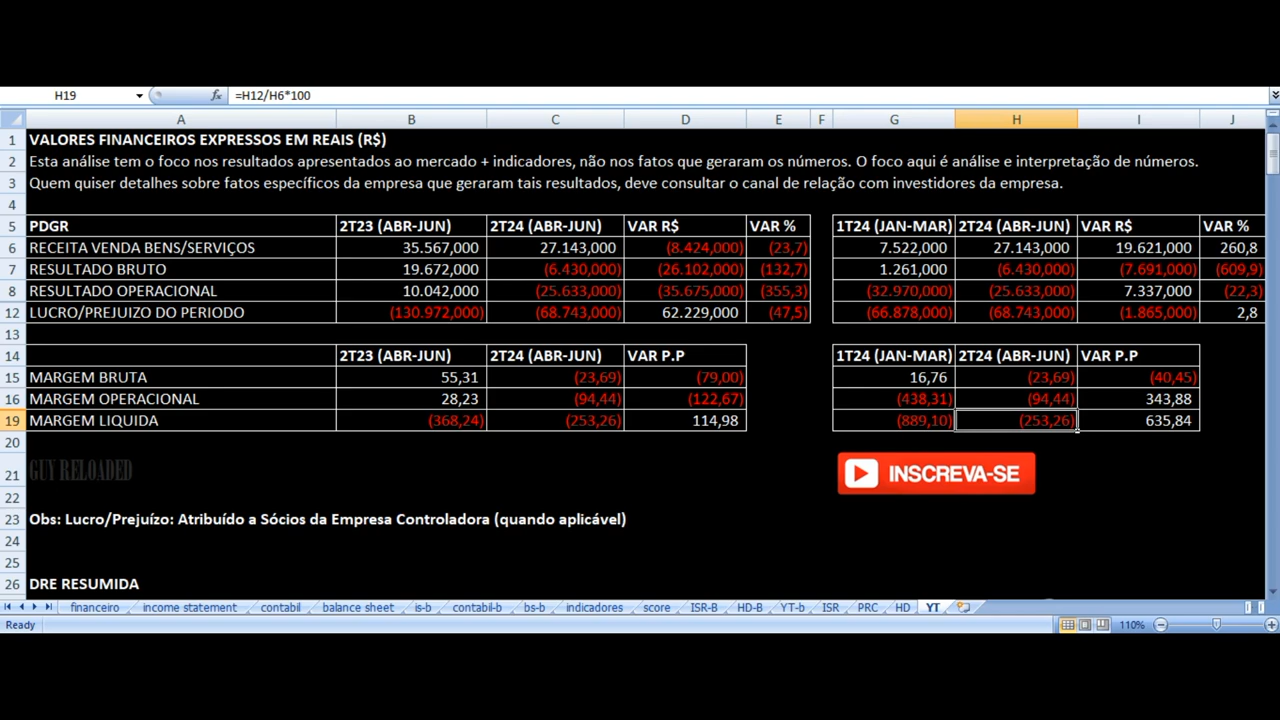 H19 fx =H12/H6*100
A B C D E F G H I J
1 VALORES FINANCEIROS EXPRESSOS EM REAIS (R$)
2 Esta análise tem o foco nos resultados apresentados ao mercado + indicadores, não nos fatos que geraram os números. O foco aqui é análise e interpretação de números.
3 Quem quiser detalhes sobre fatos específicos da empresa que geraram tais resultados, deve consultar o canal de relação com investidores da empresa.
4
5 PDGR 2T23 (ABR-JUN) 2T24 (ABR-JUN) VAR R$ VAR % 1T24 (JAN-MAR) 2T24 (ABR-JUN) VAR R$ VAR %
6 RECEITA VENDA BENS/SERVIÇOS 35.567,000 27.143,000 (8.424,000) (23,7) 7.522,000 27.143,000 19.621,000 260,8
7 RESULTADO BRUTO 19.672,000 (6.430,000) (26.102,000) (132,7) 1.261,000 (6.430,000) (7.691,000) (609,9)
8 RESULTADO OPERACIONAL 10.042,000 (25.633,000) (35.675,000) (355,3) (32.970,000) (25.633,000) 7.337,000 (22,3)
12 LUCRO/PREJUIZO DO PERIODO (130.972,000) (68.743,000) 62.229,000 (47,5) (66.878,000) (68.743,000) (1.865,000) 2,8
13
14 2T23 (ABR-JUN) 2T24 (ABR-JUN) VAR P.P 1T24 (JAN-MAR) 2T24 (ABR-JUN) VAR P.P
15 MARGEM BRUTA 55,31 (23,69) (79,00) 16,76 (23,69) (40,45)
16 MARGEM OPERACIONAL 28,23 (94,44) (122,67) (438,31) (94,44) 343,88
19 MARGEM LIQUIDA (368,24) (253,26) 114,98 (889,10) (253,26) 635,84
20
21 GUY RELOADED INSCREVA-SE
22
23 Obs: Lucro/Prejuízo: Atribuído a Sócios da Empresa Controladora (quando aplicável)
24
25
26 DRE RESUMIDA
financeiro income statement contabil balance sheet is-b contabil-b bs-b indicadores score ISR-B HD-B YT-b ISR PRC HD YT
Ready 110%